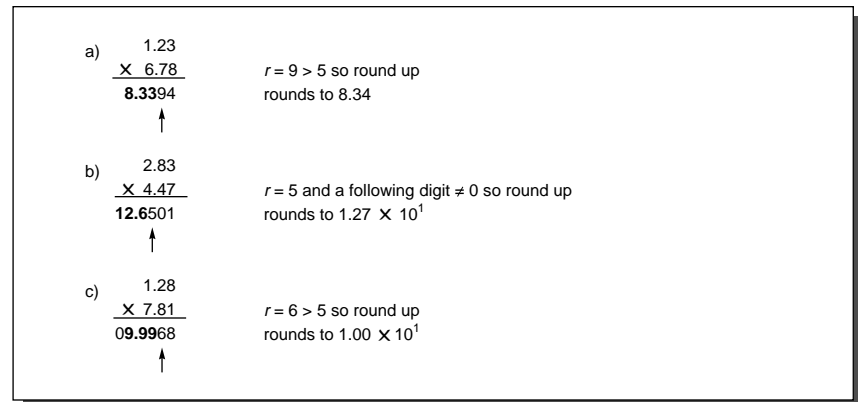 a) 1.23
× 6.78 r = 9 > 5 so round up
8.3394 rounds to 8.34
b) 2.83
× 4.47 r = 5 and a following digit ≠ 0 so round up
12.6501 rounds to 1.27 × 10¹
c) 1.28
× 7.81 r = 6 > 5 so round up
09.9968 rounds to 1.00 × 10¹